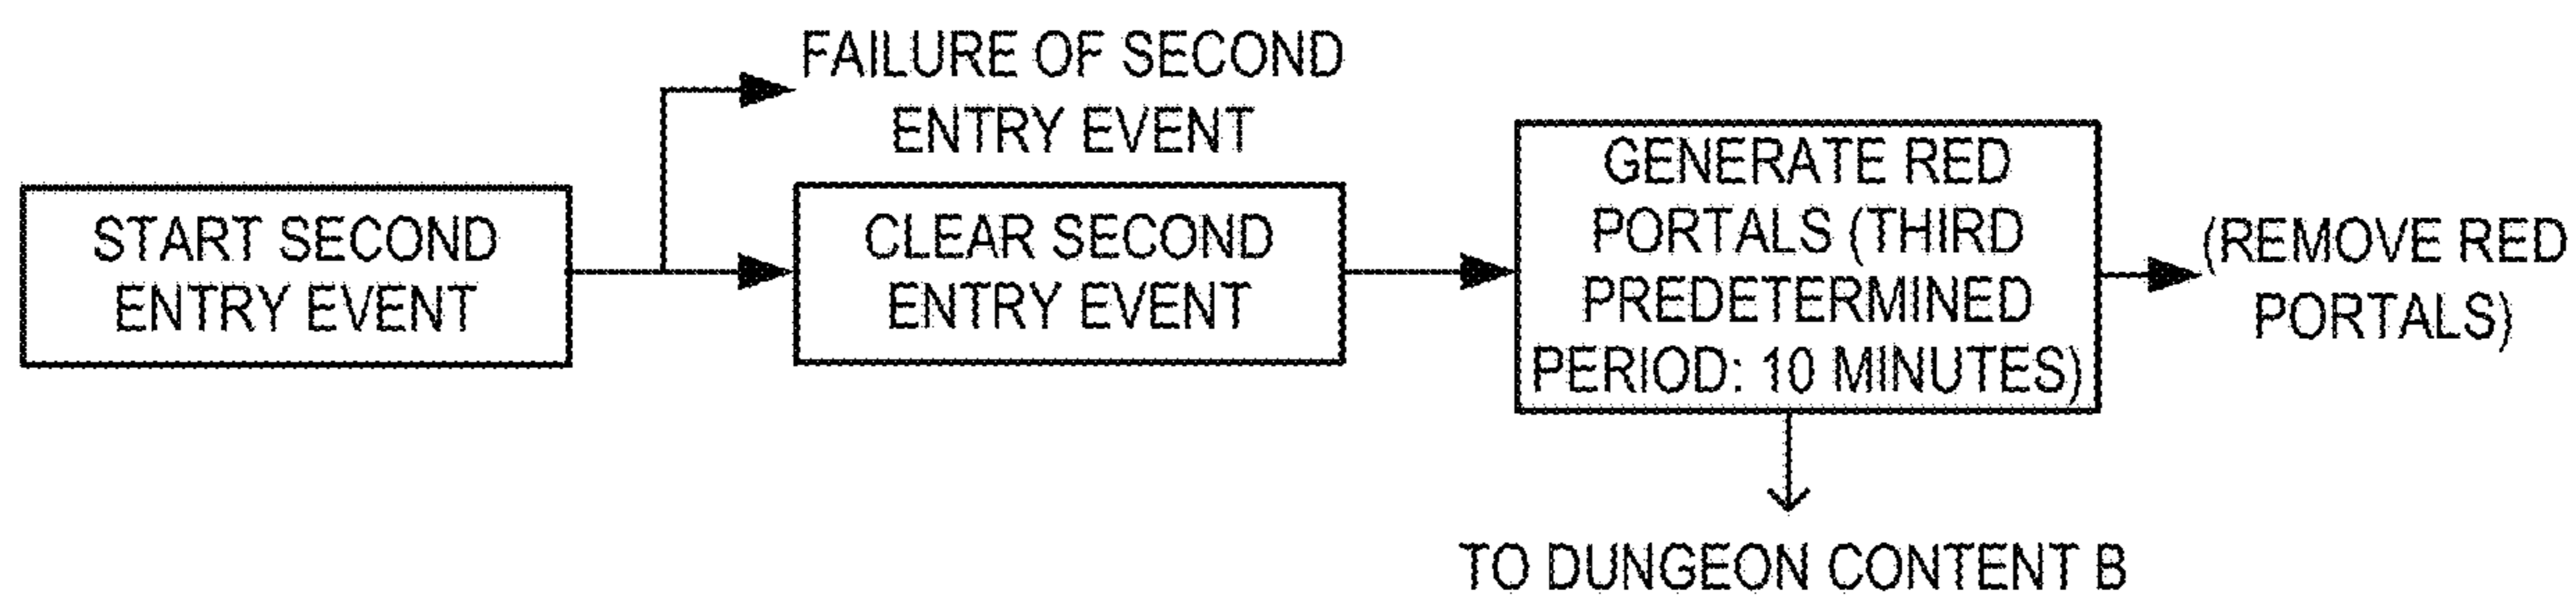 FAILURE OF SECOND
ENTRY EVENT
START SECOND
ENTRY EVENT
CLEAR SECOND
ENTRY EVENT
GENERATE RED
PORTALS (THIRD
PREDETERMINED
PERIOD: 10 MINUTES)
(REMOVE RED
PORTALS)
TO DUNGEON CONTENT B